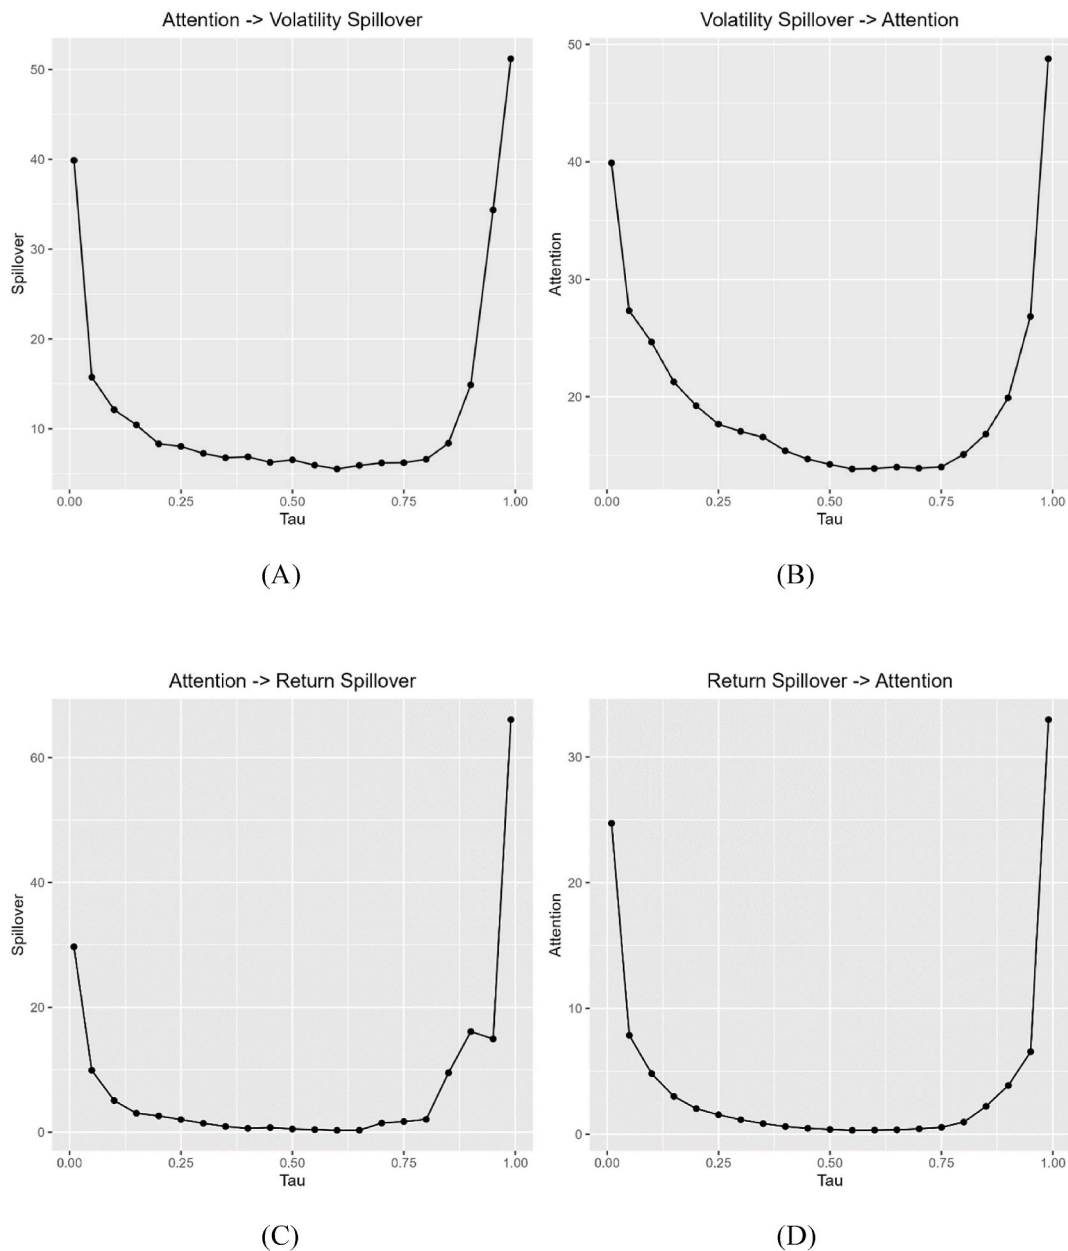 Attention -> Volatility Spillover
50
40
30
20
10
Spillover
0.00 0.25 0.50 0.75 1.00
Tau
(A)
Volatility Spillover -> Attention
50
40
30
20
Attention
0.00 0.25 0.50 0.75 1.00
Tau
(B)
Attention -> Return Spillover
60
40
20
0
Spillover
0.00 0.25 0.50 0.75 1.00
Tau
(C)
Return Spillover -> Attention
30
20
10
0
Attention
0.00 0.25 0.50 0.75 1.00
Tau
(D)